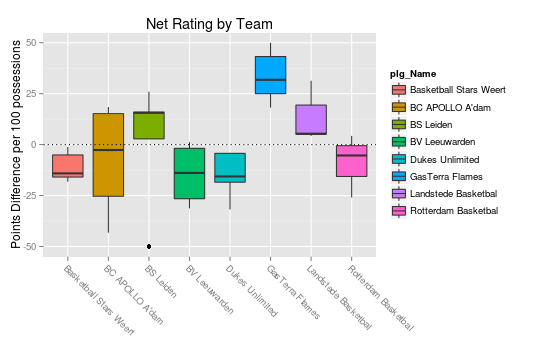 Net Rating by Team
Points Difference per 100 possessions
50
25
0
-25
-50
Basketball Stars Weert
BC APOLLO A'dam
BS Leiden
BV Leeuwarden
Dukes Unlimited
GasTerra Flames
Landstede Basketbal
Rotterdam Basketbal
plg_Name
Basketball Stars Weert
BC APOLLO A'dam
BS Leiden
BV Leeuwarden
Dukes Unlimited
GasTerra Flames
Landstede Basketbal
Rotterdam Basketbal